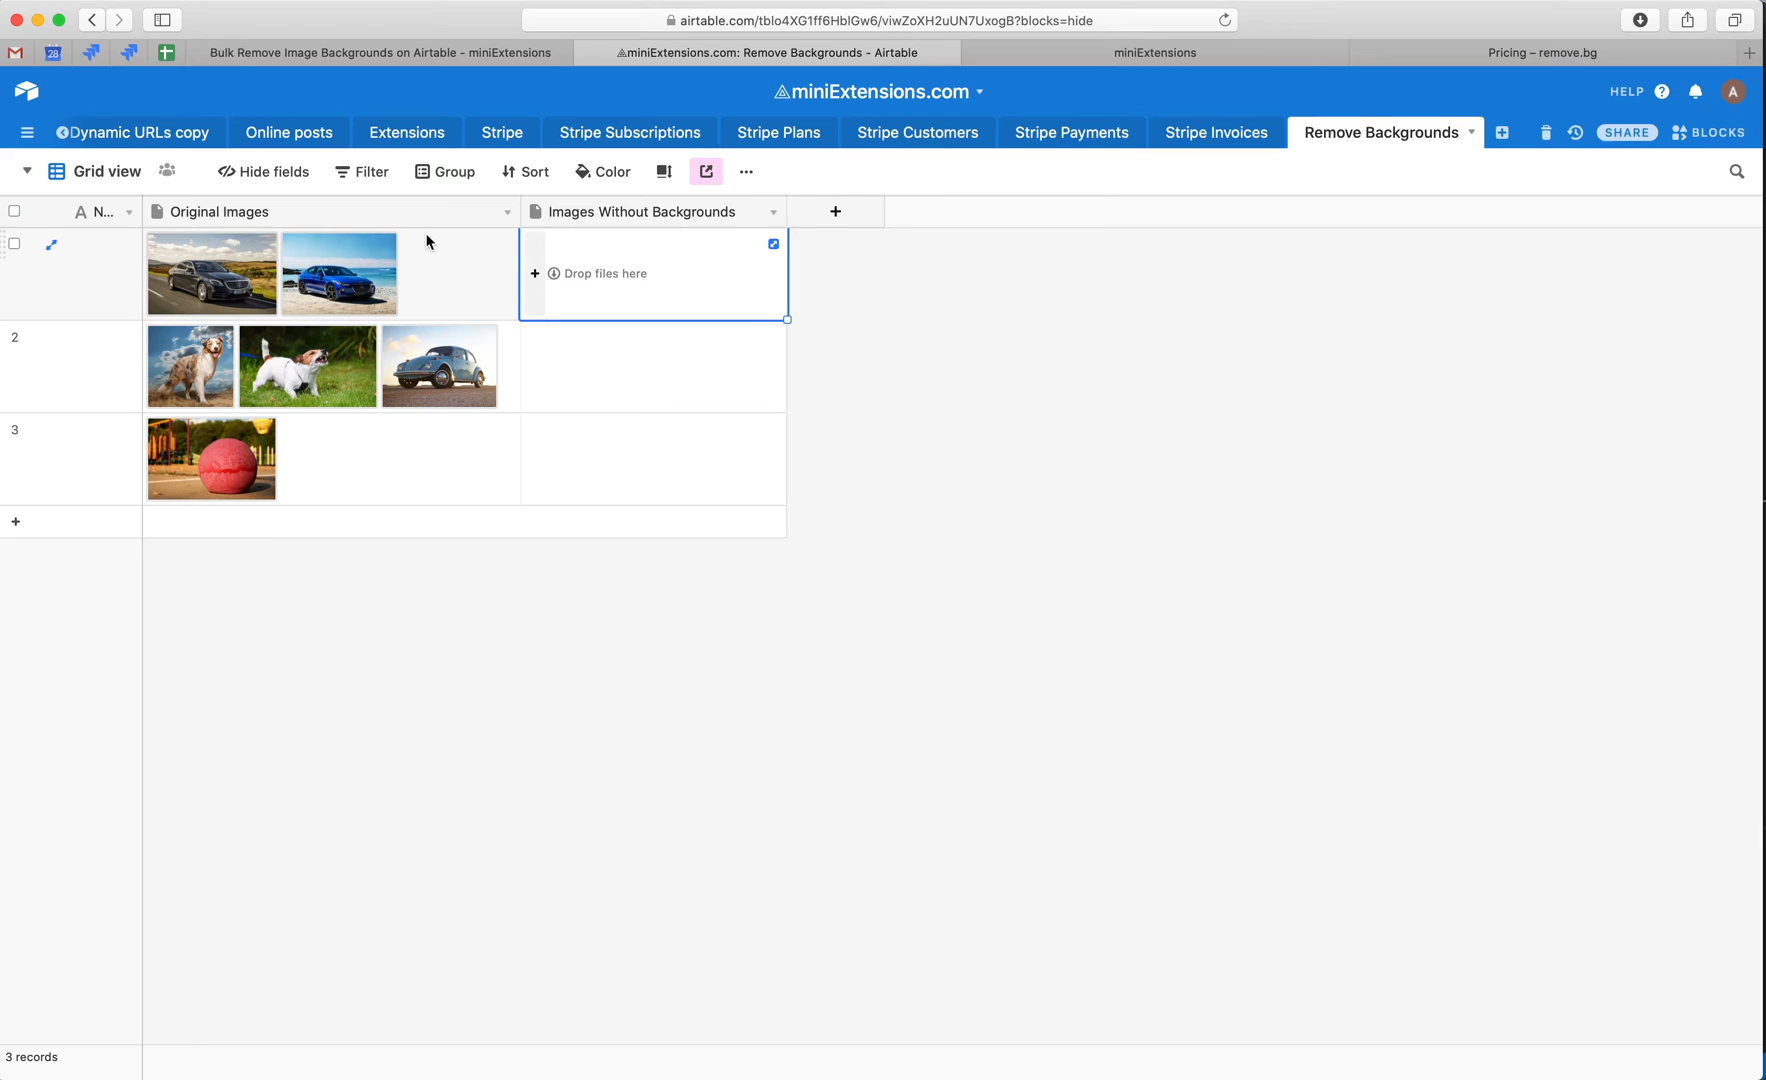 airtable.com/tblo4XG1ff6HblGw6/viwZoXH2uUN7UxogB?blocks=hide
28
Bulk Remove Image Backgrounds on Airtable - miniExtensions
miniExtensions.com: Remove Backgrounds - Airtable
miniExtensions
Pricing – remove.bg
miniExtensions.com
HELP
A
Dynamic URLs copy
Online posts
Extensions
Stripe
Stripe Subscriptions
Stripe Plans
Stripe Customers
Stripe Payments
Stripe Invoices
Remove Backgrounds
SHARE
BLOCKS
Grid view
Hide fields
Filter
Group
Sort
Color
A N...
Original Images
Images Without Backgrounds
Drop files here
2
3
3 records